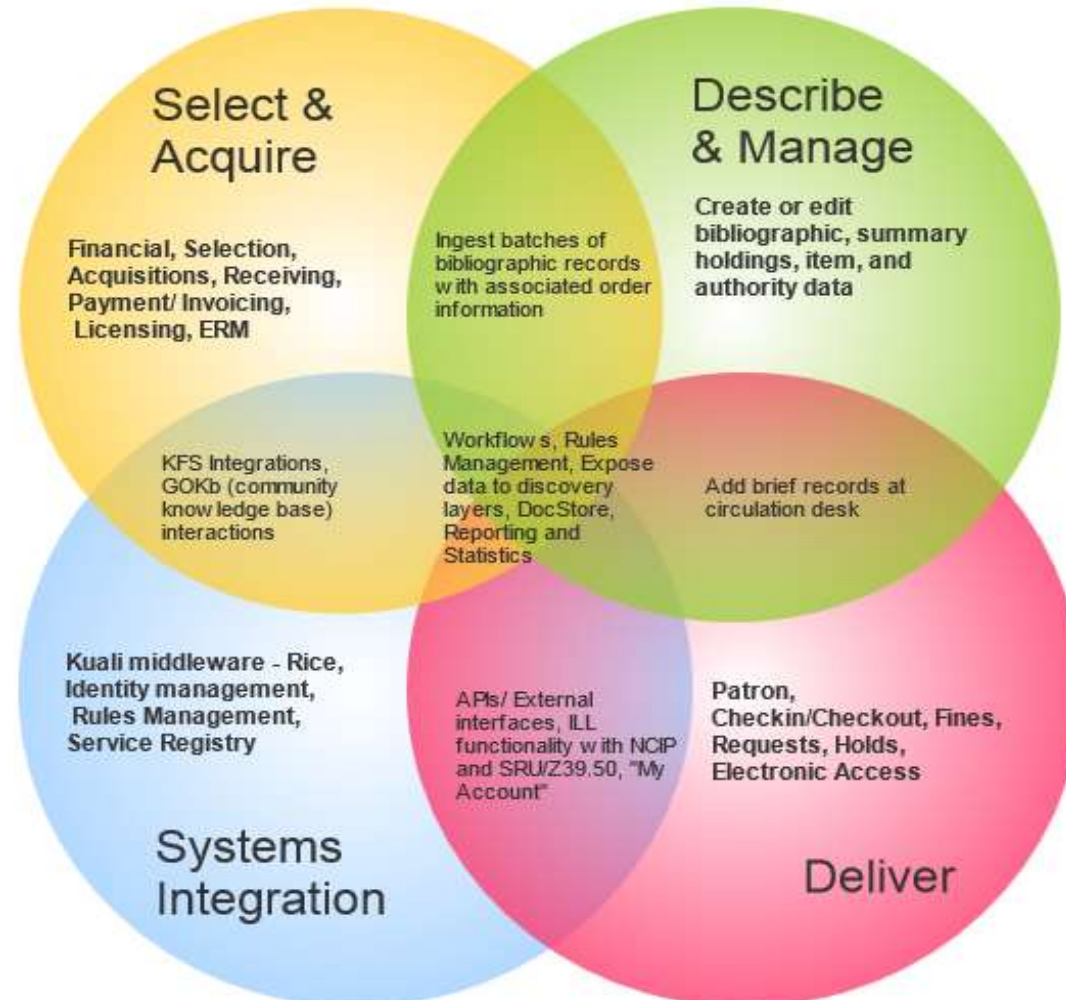 Select &
Acquire
Financial, Selection,
Acquisitions, Receiving,
Payment/ Invoicing,
Licensing, ERM
Ingest batches of
bibliographic records
with associated order
information
Describe
& Manage
Create or edit
bibliographic, summary
holdings, item, and
authority data
KFS Integrations,
GOKb (community
knowledge base)
interactions
Workflows, Rules
Management, Expose
data to discovery
layers, DocStore,
Reporting and
Statistics
Add brief records at
circulation desk
Kuali middleware - Rice,
Identity management,
Rules Management,
Service Registry
APIs/ External
interfaces, ILL
functionality with NCIP
and SRU/Z39.50, "My
Account"
Patron,
Checkin/Checkout, Fines,
Requests, Holds,
Electronic Access
Systems
Integration
Deliver